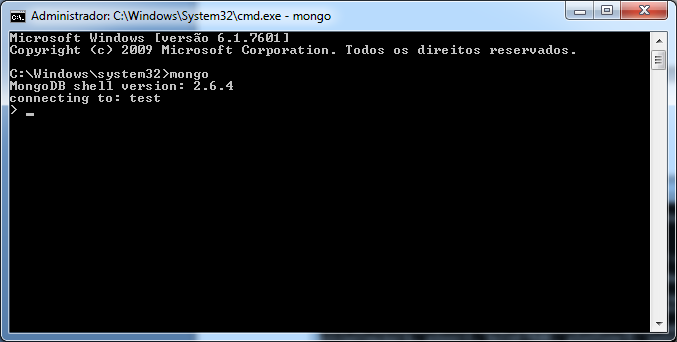 Administrador: C:\Windows\System32\cmd.exe - mongo
Microsoft Windows [versão 6.1.7601]
Copyright (c) 2009 Microsoft Corporation. Todos os direitos reservados.
C:\Windows\system32>mongo
MongoDB shell version: 2.6.4
connecting to: test
> _